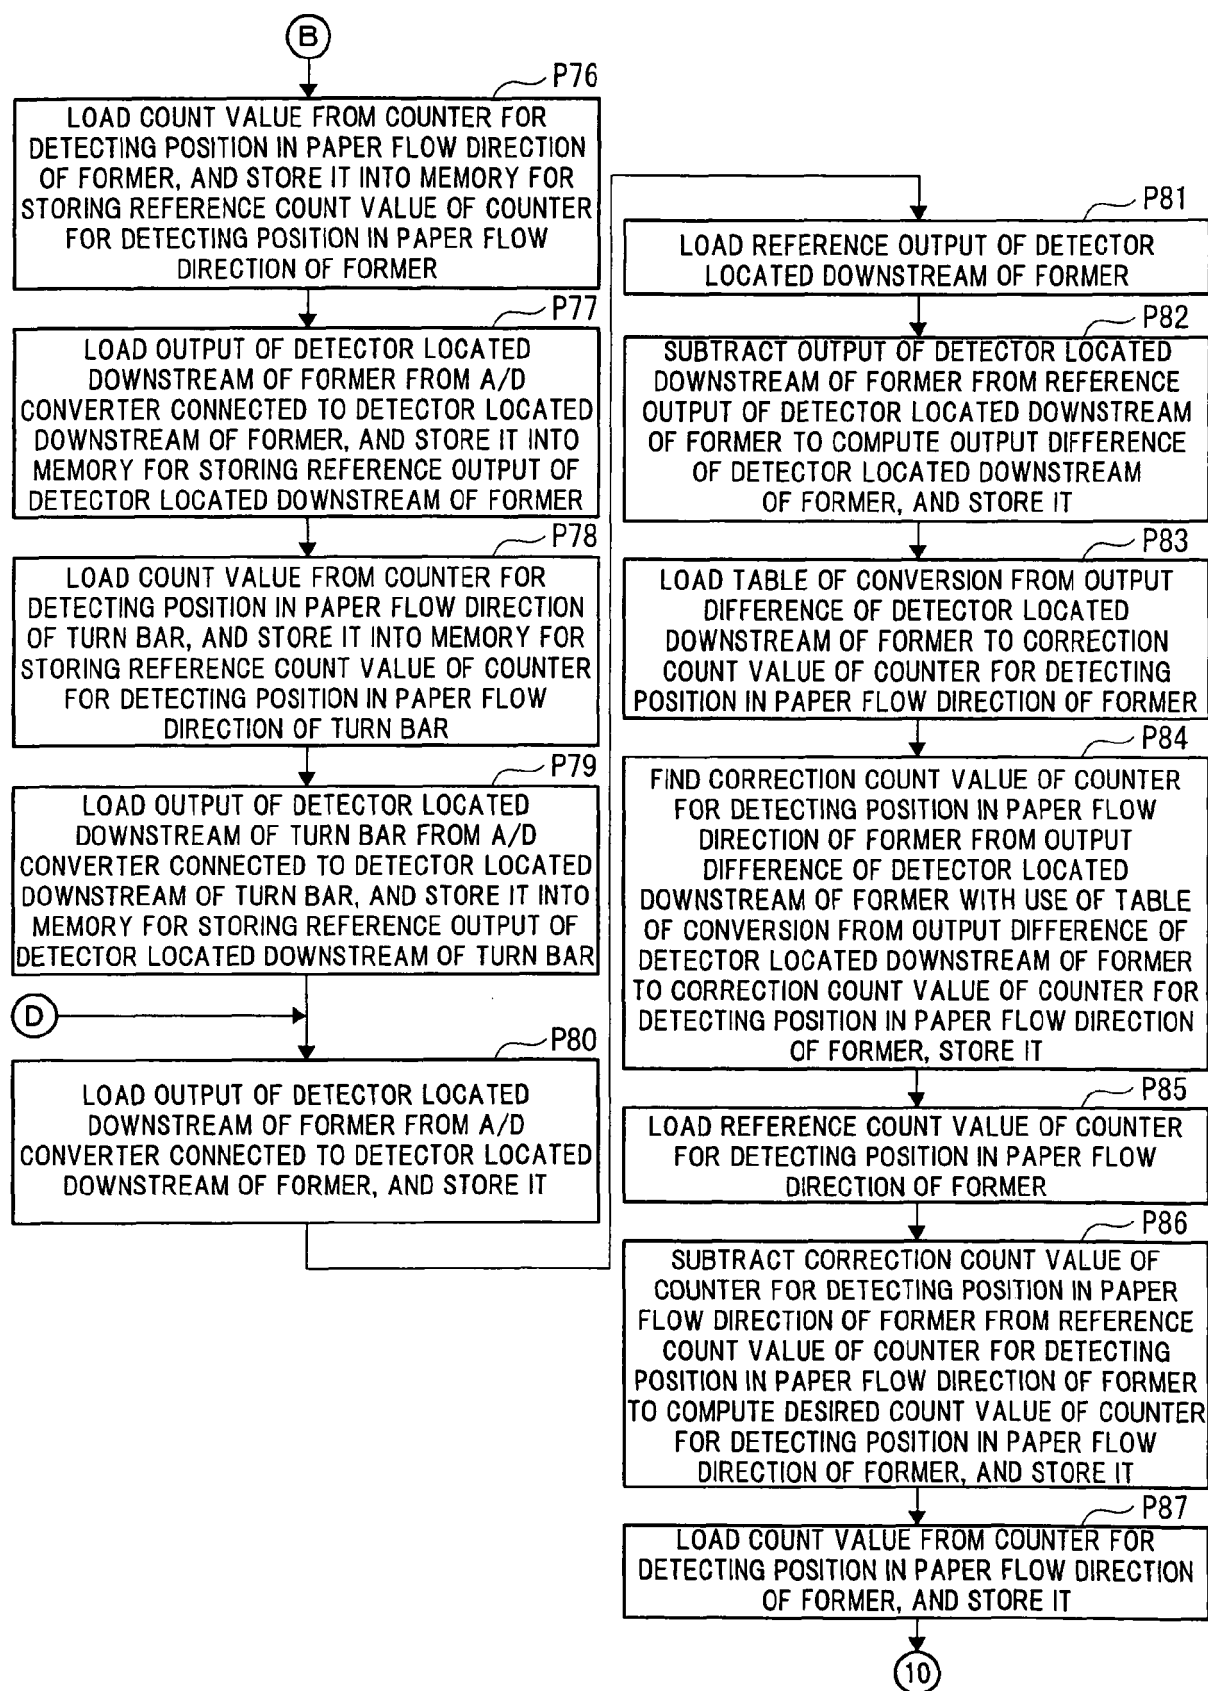 B
P76
LOAD COUNT VALUE FROM COUNTER FOR
DETECTING POSITION IN PAPER FLOW DIRECTION
OF FORMER, AND STORE IT INTO MEMORY FOR
STORING REFERENCE COUNT VALUE OF COUNTER
FOR DETECTING POSITION IN PAPER FLOW
DIRECTION OF FORMER
P77
LOAD OUTPUT OF DETECTOR LOCATED
DOWNSTREAM OF FORMER FROM A/D
CONVERTER CONNECTED TO DETECTOR LOCATED
DOWNSTREAM OF FORMER, AND STORE IT INTO
MEMORY FOR STORING REFERENCE OUTPUT OF
DETECTOR LOCATED DOWNSTREAM OF FORMER
P78
LOAD COUNT VALUE FROM COUNTER FOR
DETECTING POSITION IN PAPER FLOW DIRECTION
OF TURN BAR, AND STORE IT INTO MEMORY FOR
STORING REFERENCE COUNT VALUE OF COUNTER
FOR DETECTING POSITION IN PAPER FLOW
DIRECTION OF TURN BAR
P79
LOAD OUTPUT OF DETECTOR LOCATED
DOWNSTREAM OF TURN BAR FROM A/D
CONVERTER CONNECTED TO DETECTOR LOCATED
DOWNSTREAM OF TURN BAR, AND STORE IT INTO
MEMORY FOR STORING REFERENCE OUTPUT OF
DETECTOR LOCATED DOWNSTREAM OF TURN BAR
D
P80
LOAD OUTPUT OF DETECTOR LOCATED
DOWNSTREAM OF FORMER FROM A/D
CONVERTER CONNECTED TO DETECTOR LOCATED
DOWNSTREAM OF FORMER, AND STORE IT
P81
LOAD REFERENCE OUTPUT OF DETECTOR
LOCATED DOWNSTREAM OF FORMER
P82
SUBTRACT OUTPUT OF DETECTOR LOCATED
DOWNSTREAM OF FORMER FROM REFERENCE
OUTPUT OF DETECTOR LOCATED DOWNSTREAM
OF FORMER TO COMPUTE OUTPUT DIFFERENCE
OF DETECTOR LOCATED DOWNSTREAM
OF FORMER, AND STORE IT
P83
LOAD TABLE OF CONVERSION FROM OUTPUT
DIFFERENCE OF DETECTOR LOCATED
DOWNSTREAM OF FORMER TO CORRECTION
COUNT VALUE OF COUNTER FOR DETECTING
POSITION IN PAPER FLOW DIRECTION OF FORMER
P84
FIND CORRECTION COUNT VALUE OF COUNTER
FOR DETECTING POSITION IN PAPER FLOW
DIRECTION OF FORMER FROM OUTPUT
DIFFERENCE OF DETECTOR LOCATED
DOWNSTREAM OF FORMER WITH USE OF TABLE
OF CONVERSION FROM OUTPUT DIFFERENCE OF
DETECTOR LOCATED DOWNSTREAM OF FORMER
TO CORRECTION COUNT VALUE OF COUNTER FOR
DETECTING POSITION IN PAPER FLOW DIRECTION
OF FORMER, STORE IT
P85
LOAD REFERENCE COUNT VALUE OF COUNTER
FOR DETECTING POSITION IN PAPER FLOW
DIRECTION OF FORMER
P86
SUBTRACT CORRECTION COUNT VALUE OF
COUNTER FOR DETECTING POSITION IN PAPER
FLOW DIRECTION OF FORMER FROM REFERENCE
COUNT VALUE OF COUNTER FOR DETECTING
POSITION IN PAPER FLOW DIRECTION OF FORMER
TO COMPUTE DESIRED COUNT VALUE OF COUNTER
FOR DETECTING POSITION IN PAPER FLOW
DIRECTION OF FORMER, AND STORE IT
P87
LOAD COUNT VALUE FROM COUNTER FOR
DETECTING POSITION IN PAPER FLOW DIRECTION
OF FORMER, AND STORE IT
10